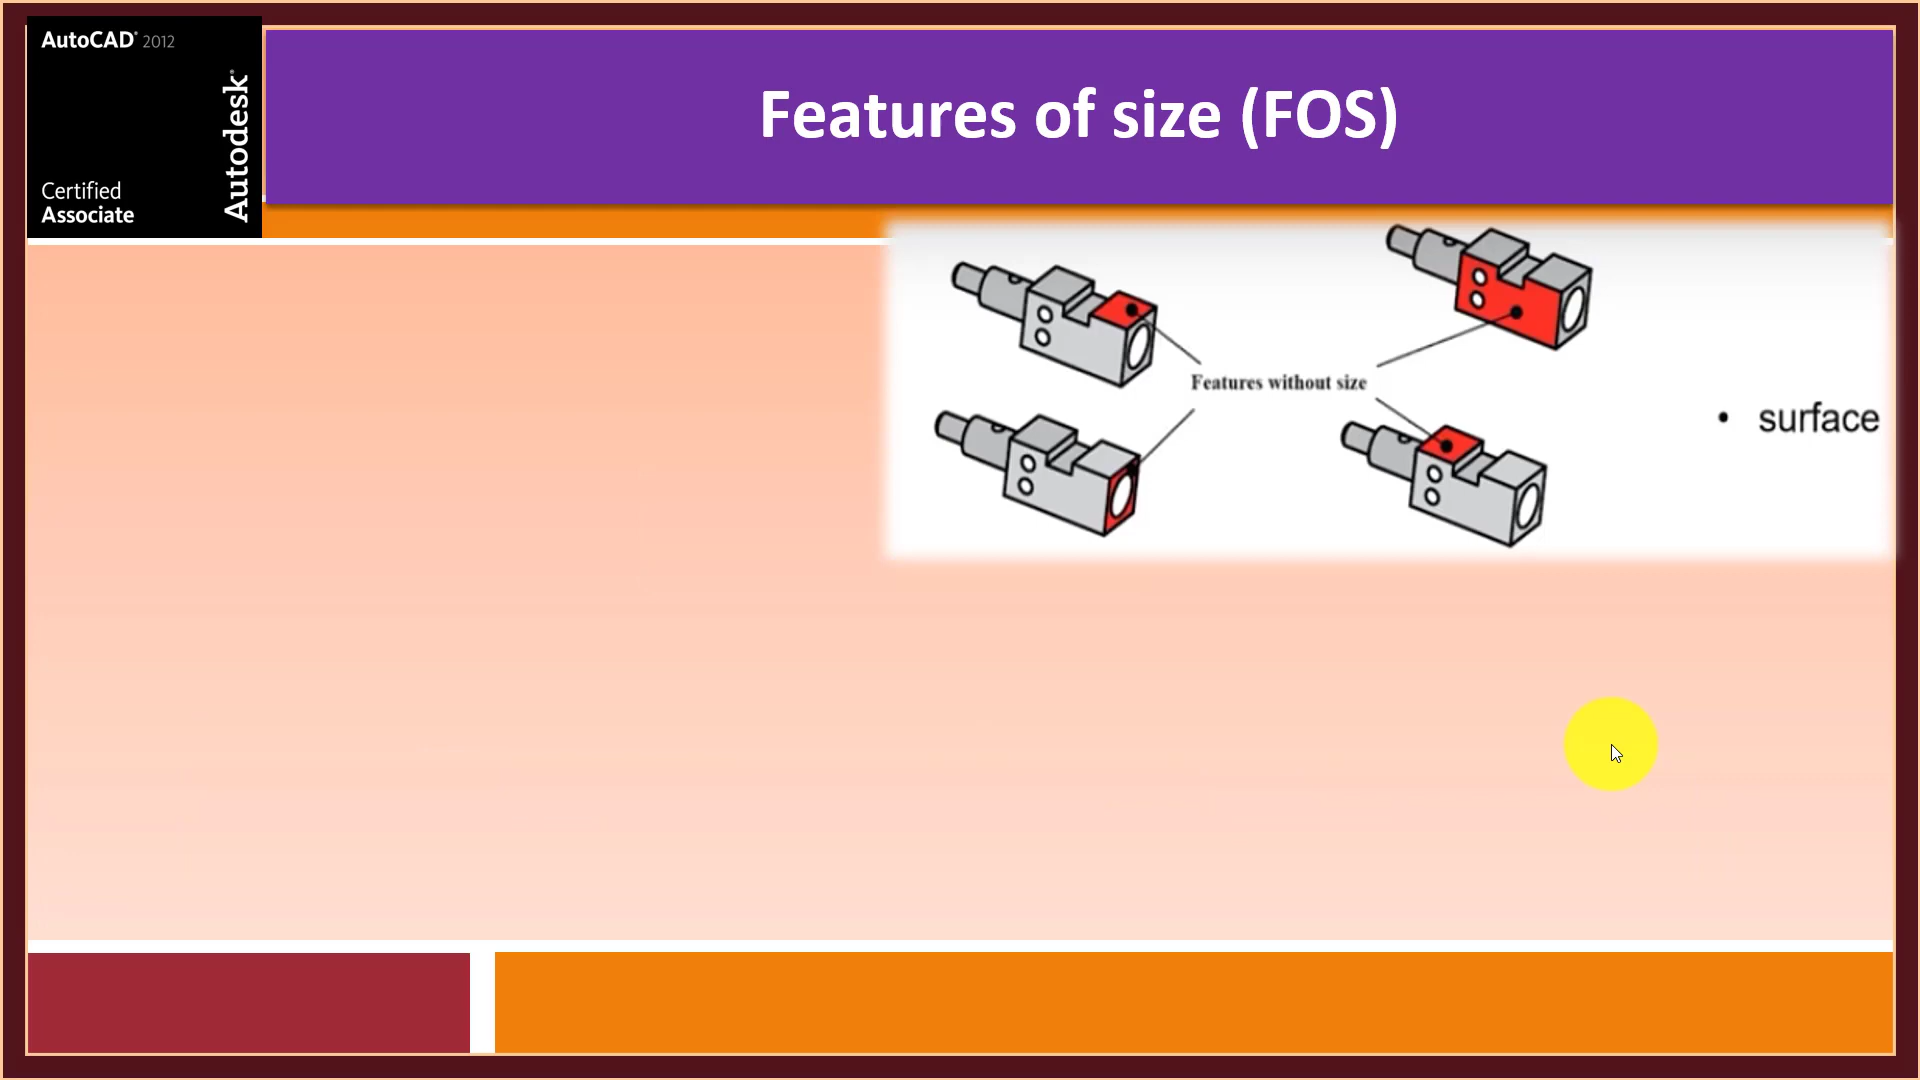 AutoCAD® 2012
Autodesk®
Certified
Associate
Features of size (FOS)
Features without size
• surface